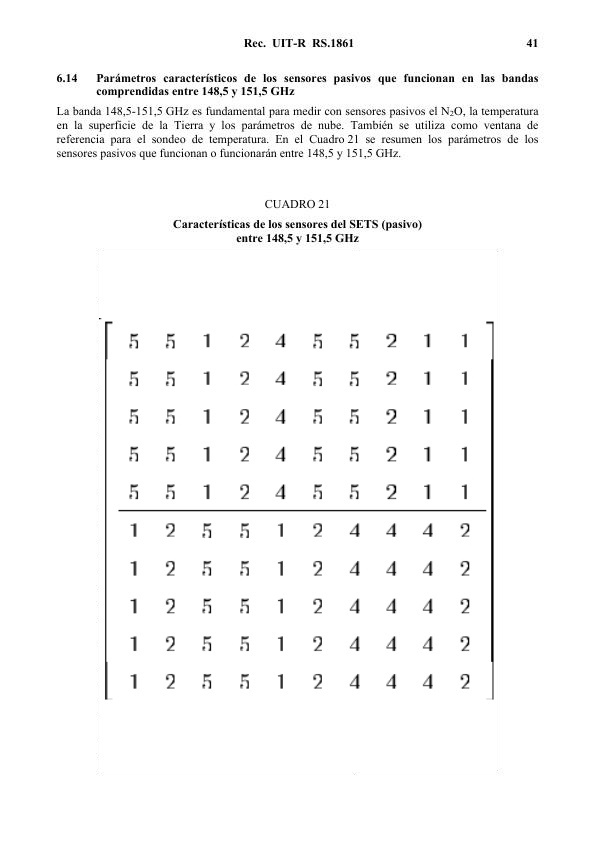 Rec. UIT-R RS.1861 41
6.14 Parámetros característicos de los sensores pasivos que funcionan en las bandas
comprendidas entre 148,5 y 151,5 GHz
La banda 148,5-151,5 GHz es fundamental para medir con sensores pasivos el N2O, la temperatura
en la superficie de la Tierra y los parámetros de nube. También se utiliza como ventana de
referencia para el sondeo de temperatura. En el Cuadro 21 se resumen los parámetros de los
sensores pasivos que funcionan o funcionarán entre 148,5 y 151,5 GHz.
CUADRO 21
Características de los sensores del SETS (pasivo)
entre 148,5 y 151,5 GHz
5 5 1 2 4 5 5 2 1 1
5 5 1 2 4 5 5 2 1 1
5 5 1 2 4 5 5 2 1 1
5 5 1 2 4 5 5 2 1 1
5 5 1 2 4 5 5 2 1 1
1 2 5 5 1 2 4 4 4 2
1 2 5 5 1 2 4 4 4 2
1 2 5 5 1 2 4 4 4 2
1 2 5 5 1 2 4 4 4 2
1 2 5 5 1 2 4 4 4 2